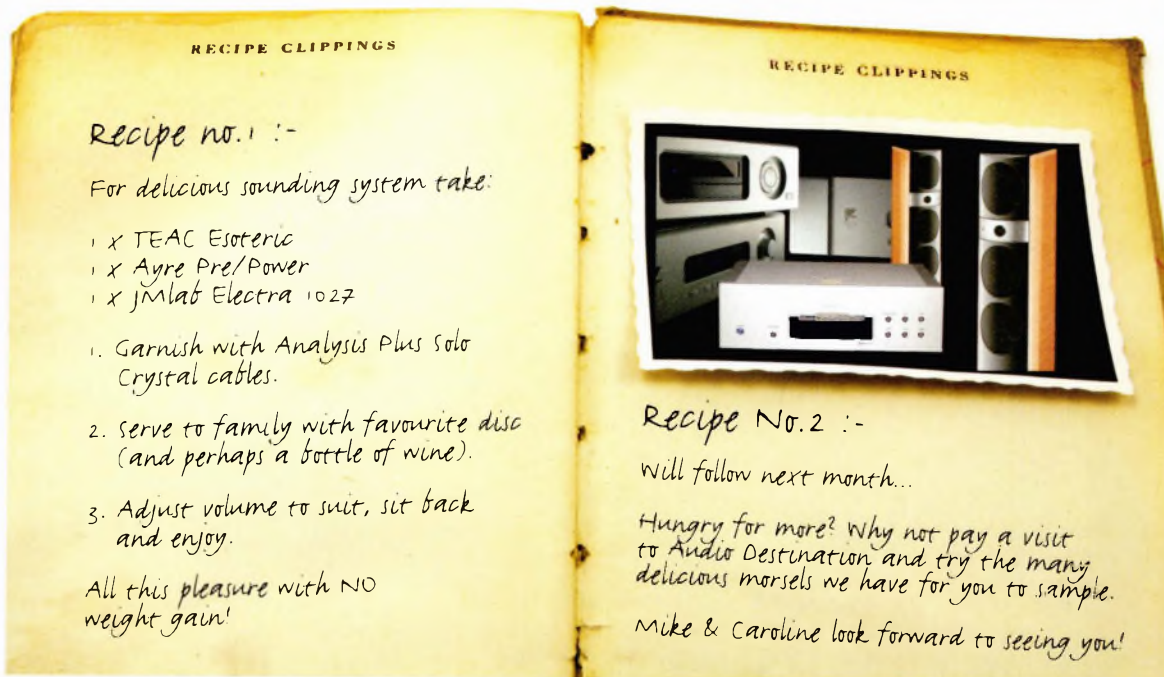 RECIPE CLIPPINGS
Recipe no.1 :-
For delicious sounding system take:
1 x TEAC Esoteric
1 x Ayre Pre/Power
1 x JMlab Electra 1027
1. Garnish with Analysis Plus Solo
Crystal cables.
2. Serve to family with favourite disc
(and perhaps a bottle of wine).
3. Adjust volume to suit, sit back
and enjoy.
All this pleasure with NO
weight gain!
RECIPE CLIPPINGS
Recipe No.2 :-
Will follow next month...
Hungry for more? Why not pay a visit
to Audio Destination and try the many
delicious morsels we have for you to sample.
Mike & Caroline look forward to seeing you!